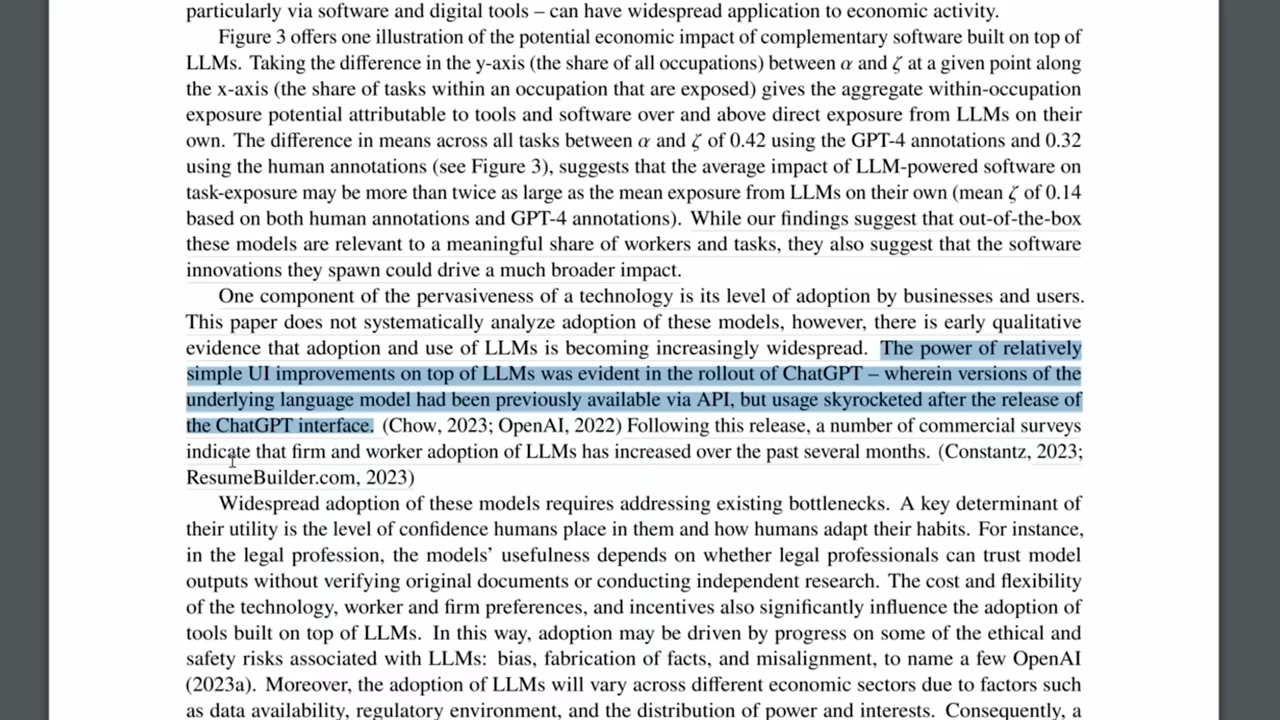 particularly via software and digital tools – can have widespread application to economic activity.
Figure 3 offers one illustration of the potential economic impact of complementary software built on top of
LLMs. Taking the difference in the y-axis (the share of all occupations) between α and ζ at a given point along
the x-axis (the share of tasks within an occupation that are exposed) gives the aggregate within-occupation
exposure potential attributable to tools and software over and above direct exposure from LLMs on their
own. The difference in means across all tasks between α and ζ of 0.42 using the GPT-4 annotations and 0.32
using the human annotations (see Figure 3), suggests that the average impact of LLM-powered software on
task-exposure may be more than twice as large as the mean exposure from LLMs on their own (mean ζ of 0.14
based on both human annotations and GPT-4 annotations). While our findings suggest that out-of-the-box
these models are relevant to a meaningful share of workers and tasks, they also suggest that the software
innovations they spawn could drive a much broader impact.
One component of the pervasiveness of a technology is its level of adoption by businesses and users.
This paper does not systematically analyze adoption of these models, however, there is early qualitative
evidence that adoption and use of LLMs is becoming increasingly widespread. The power of relatively
simple UI improvements on top of LLMs was evident in the rollout of ChatGPT – wherein versions of the
underlying language model had been previously available via API, but usage skyrocketed after the release of
the ChatGPT interface. (Chow, 2023; OpenAI, 2022) Following this release, a number of commercial surveys
indicate that firm and worker adoption of LLMs has increased over the past several months. (Constantz, 2023;
ResumeBuilder.com, 2023)
Widespread adoption of these models requires addressing existing bottlenecks. A key determinant of
their utility is the level of confidence humans place in them and how humans adapt their habits. For instance,
in the legal profession, the models’ usefulness depends on whether legal professionals can trust model
outputs without verifying original documents or conducting independent research. The cost and flexibility
of the technology, worker and firm preferences, and incentives also significantly influence the adoption of
tools built on top of LLMs. In this way, adoption may be driven by progress on some of the ethical and
safety risks associated with LLMs: bias, fabrication of facts, and misalignment, to name a few OpenAI
(2023a). Moreover, the adoption of LLMs will vary across different economic sectors due to factors such
as data availability, regulatory environment, and the distribution of power and interests. Consequently, a